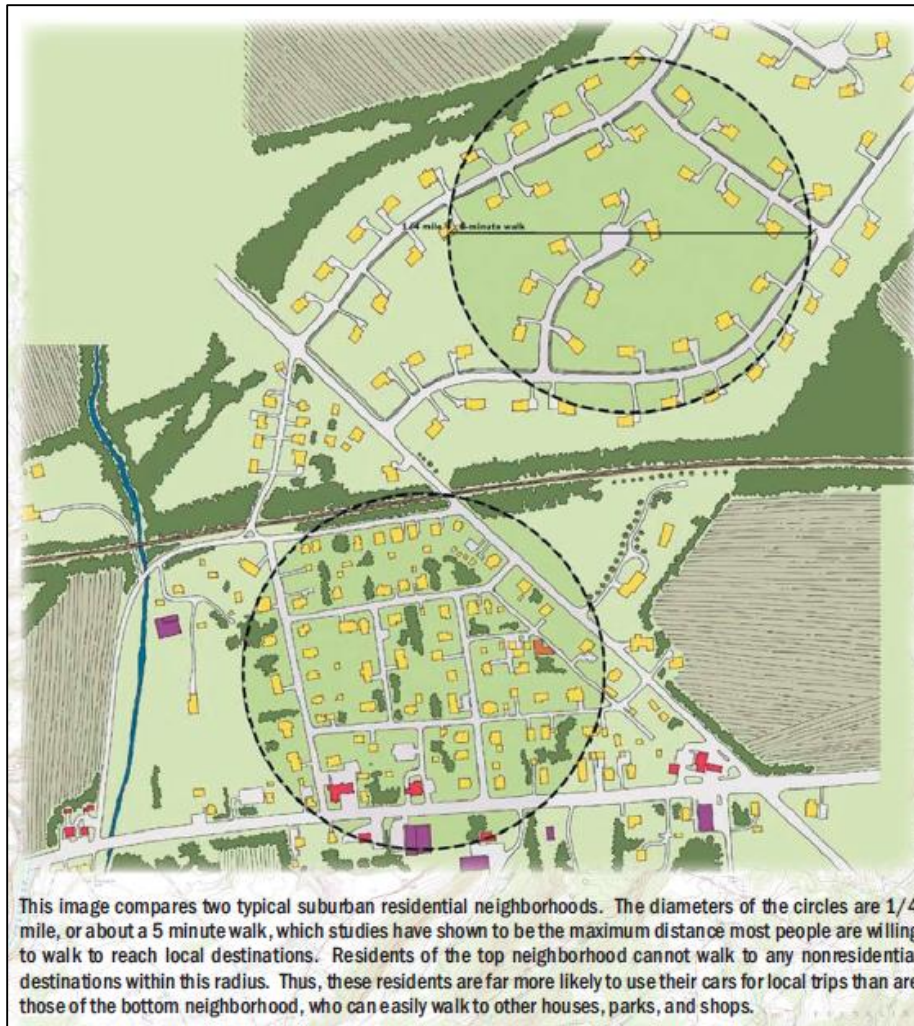 1/4 mile walk
This image compares two typical suburban residential neighborhoods. The diameters of the circles are 1/4
mile, or about a 5 minute walk, which studies have shown to be the maximum distance most people are willing
to walk to reach local destinations. Residents of the top neighborhood cannot walk to any nonresidential
destinations within this radius. Thus, these residents are far more likely to use their cars for local trips than are
those of the bottom neighborhood, who can easily walk to other houses, parks, and shops.